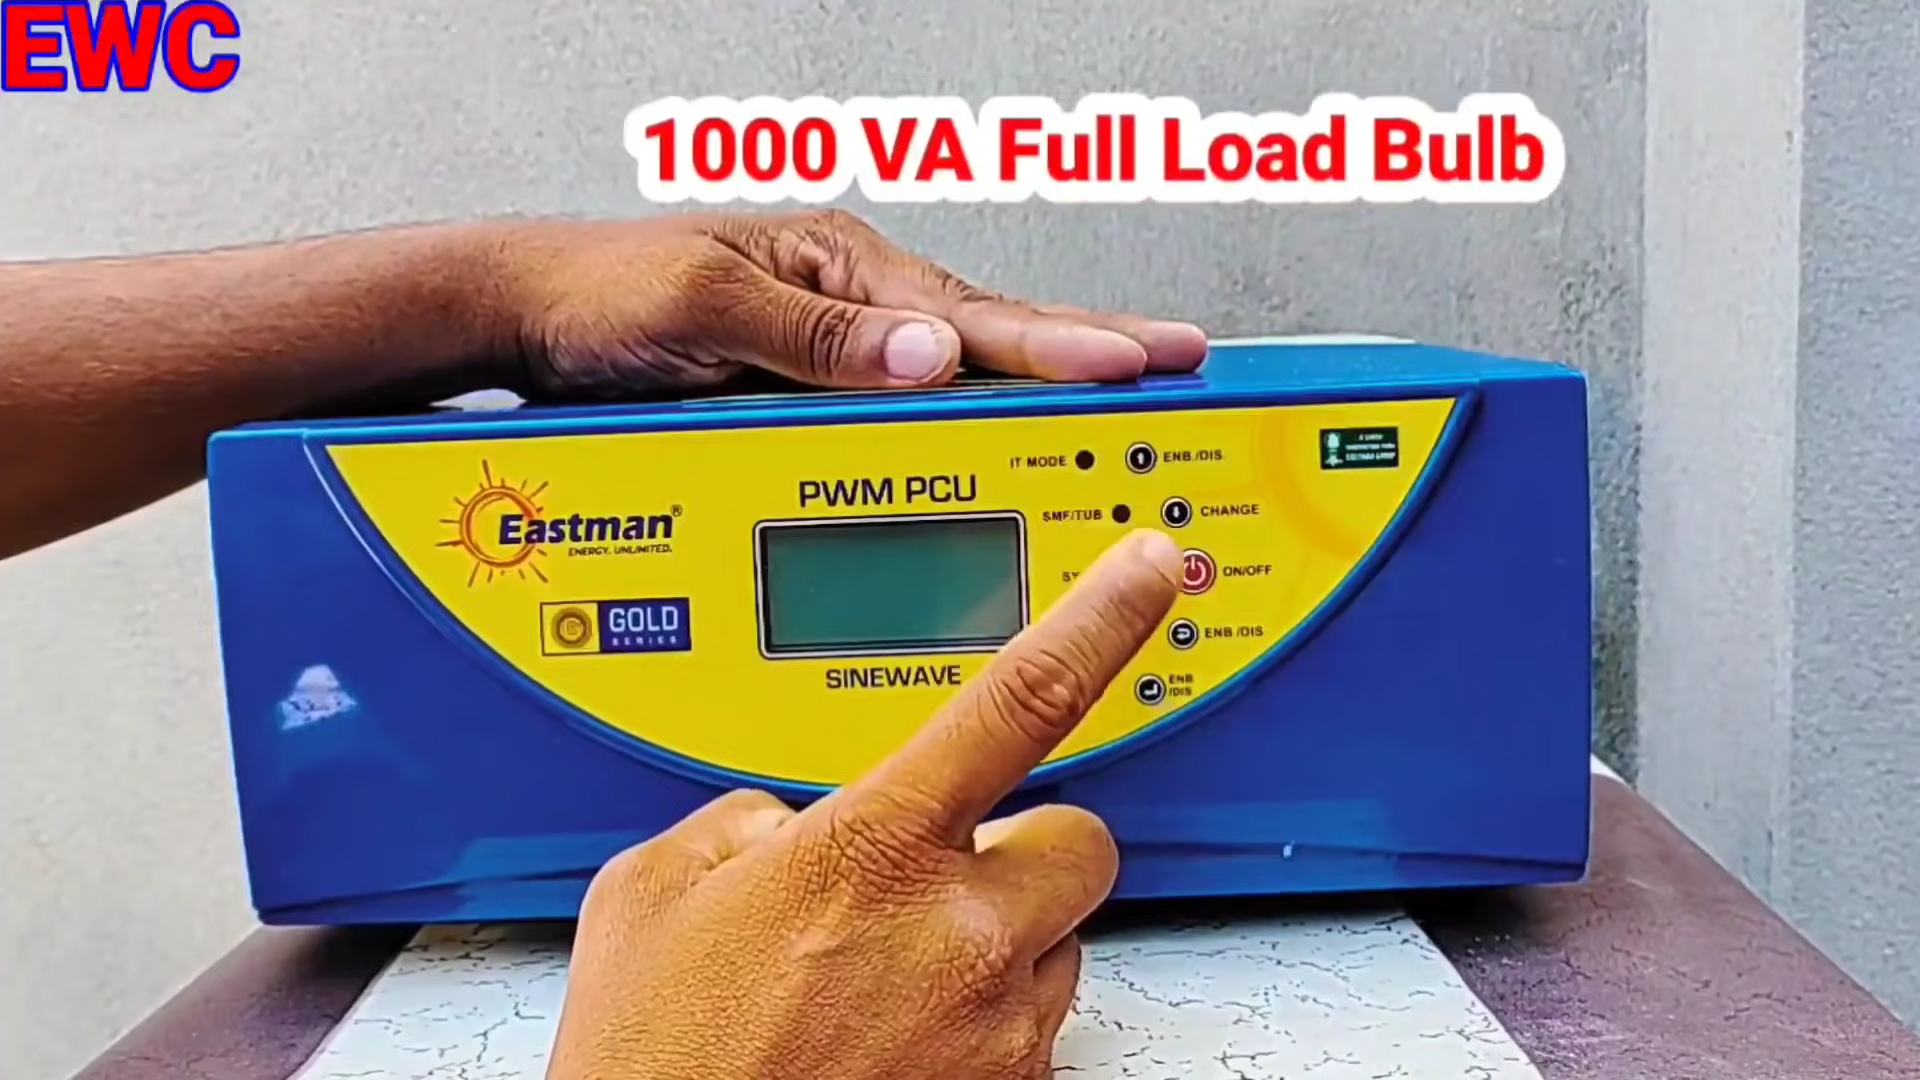 EWC
1000 VA Full Load Bulb
IT MODE
ENB./DIS.
PWM PCU
SMF/TUB
CHANGE
Eastman®
ENERGY. UNLIMITED.
ON/OFF
GOLD
SERIES
ENB /DIS
SINEWAVE
ENB
/DIS